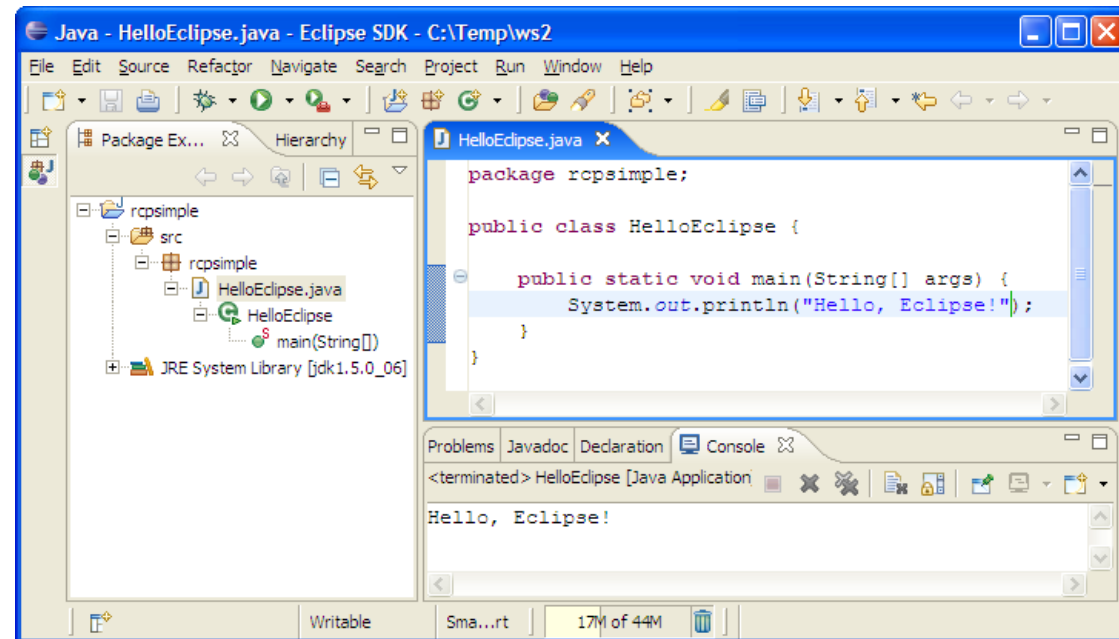 Java - HelloEclipse.java - Eclipse SDK - C:\Temp\ws2
File Edit Source Refactor Navigate Search Project Run Window Help
Package Ex... Hierarchy
rcpsimple
src
rcpsimple
HelloEclipse.java
HelloEclipse
main(String[])
JRE System Library [jdk1.5.0_06]
HelloEclipse.java
package rcpsimple;
public class HelloEclipse {
public static void main(String[] args) {
System.out.println("Hello, Eclipse!");
}
}
Problems Javadoc Declaration Console
<terminated> HelloEclipse [Java Application
Hello, Eclipse!
Writable Sma...rt 17M of 44M